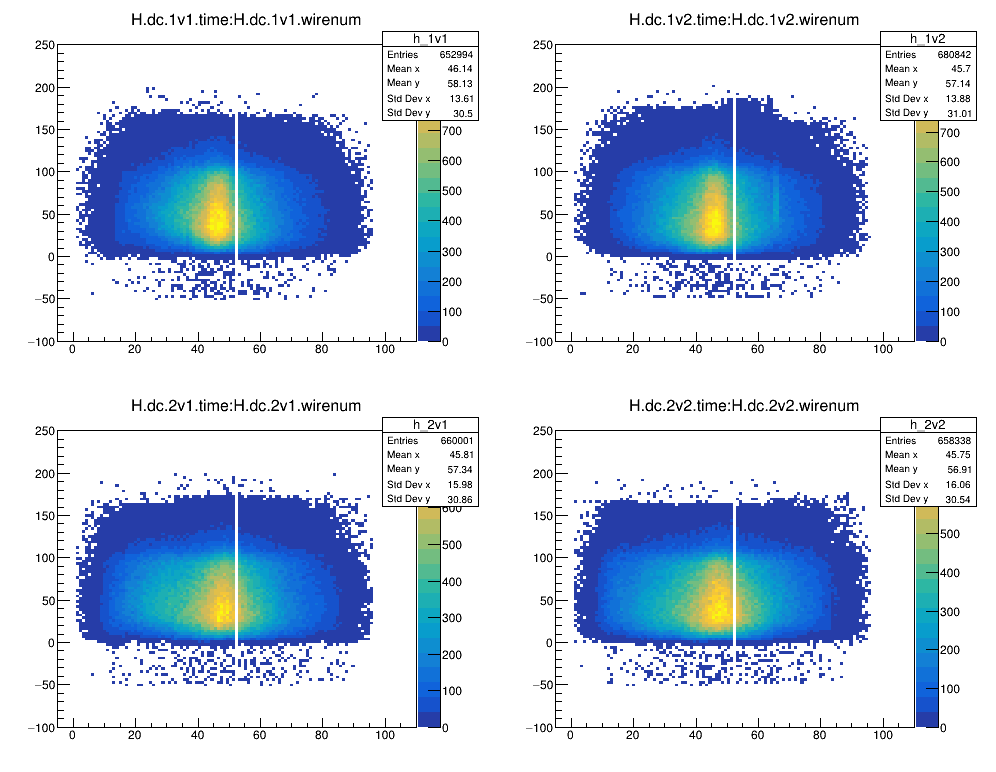 H.dc.1v1.time:H.dc.1v1.wirenum
h_1v1
Entries 652994
Mean x 46.14
Mean y 58.13
Std Dev x 13.61
Std Dev y 30.5
250
200
150
100
50
0
−50
−100
0 20 40 60 80 100
700
600
500
400
300
200
100
0
H.dc.1v2.time:H.dc.1v2.wirenum
h_1v2
Entries 680842
Mean x 45.7
Mean y 57.14
Std Dev x 13.88
Std Dev y 31.01
250
200
150
100
50
0
−50
−100
0 20 40 60 80 100
700
600
500
400
300
200
100
0
H.dc.2v1.time:H.dc.2v1.wirenum
h_2v1
Entries 660001
Mean x 45.81
Mean y 57.34
Std Dev x 15.98
Std Dev y 30.86
250
200
150
100
50
0
−50
−100
0 20 40 60 80 100
600
500
400
300
200
100
0
H.dc.2v2.time:H.dc.2v2.wirenum
h_2v2
Entries 658338
Mean x 45.75
Mean y 56.91
Std Dev x 16.06
Std Dev y 30.54
250
200
150
100
50
0
−50
−100
0 20 40 60 80 100
500
400
300
200
100
0